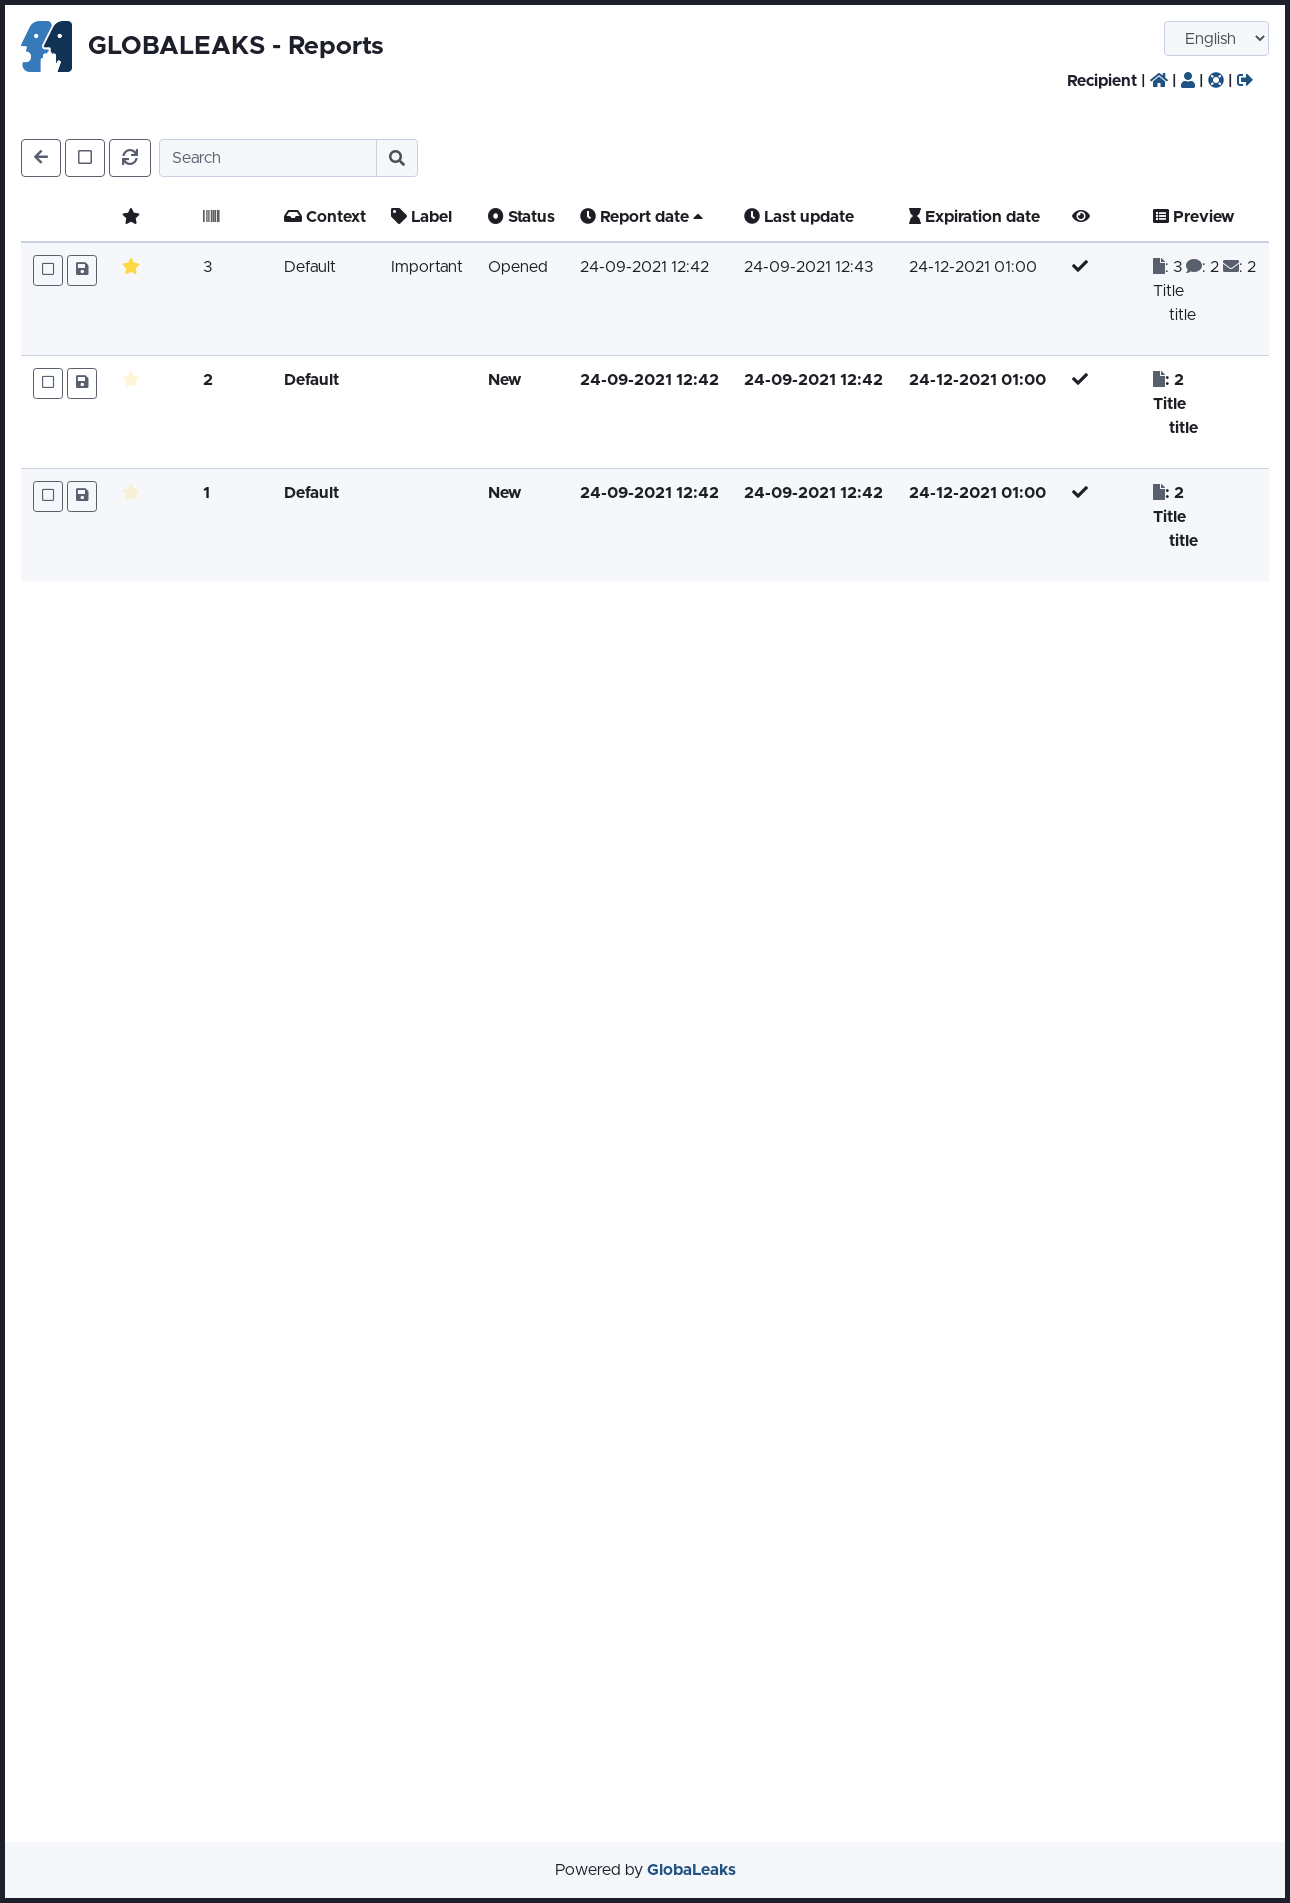 GLOBALEAKS - Reports
English
Recipient | | | |
Search
Context Label Status Report date Last update Expiration date Preview
3 Default Important Opened 24-09-2021 12:42 24-09-2021 12:43 24-12-2021 01:00 : 3 : 2 : 2
Title
title
2 Default New 24-09-2021 12:42 24-09-2021 12:42 24-12-2021 01:00 : 2
Title
title
1 Default New 24-09-2021 12:42 24-09-2021 12:42 24-12-2021 01:00 : 2
Title
title
Powered by GlobaLeaks